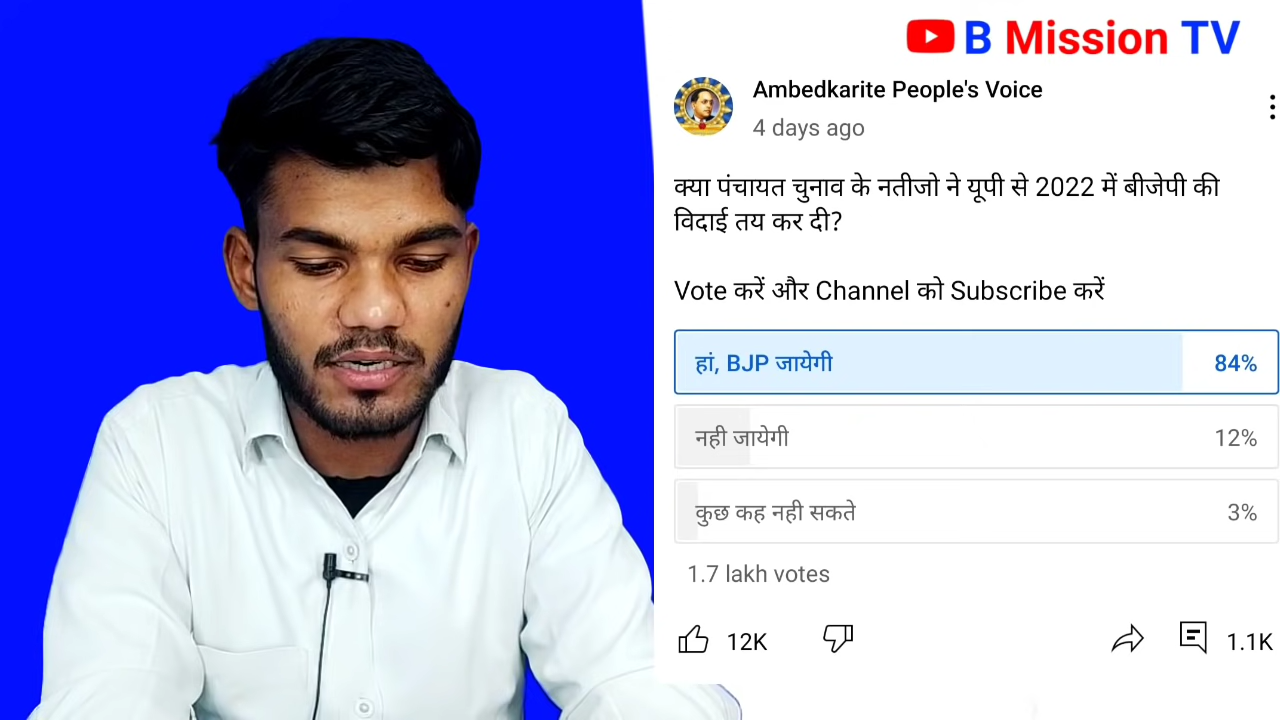 B Mission TV
Ambedkarite People's Voice
4 days ago
क्या पंचायत चुनाव के नतीजो ने यूपी से 2022 में बीजेपी की
विदाई तय कर दी?
Vote करें और Channel को Subscribe करें
हां, BJP जायेगी 84%
नही जायेगी 12%
कुछ कह नही सकते 3%
1.7 lakh votes
12K 1.1K